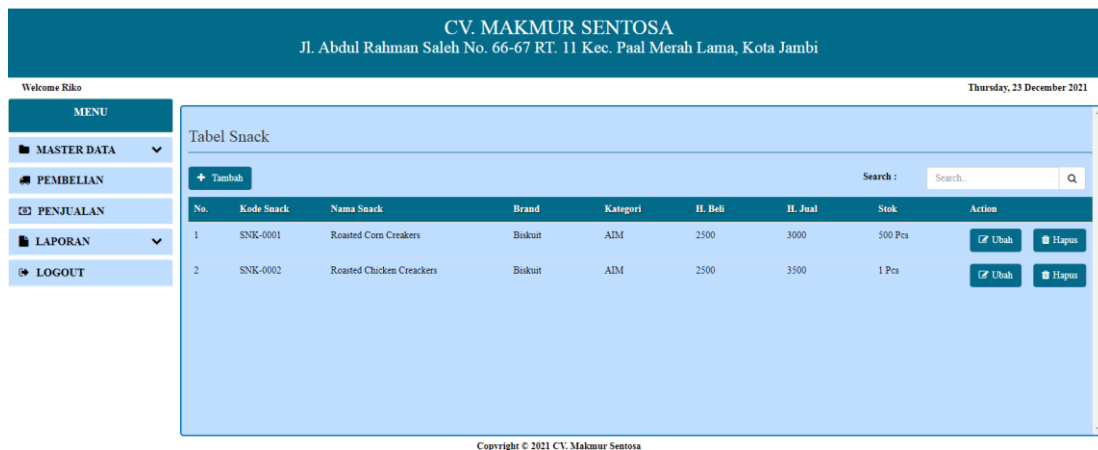 CV. MAKMUR SENTOSA
Jl. Abdul Rahman Saleh No. 66-67 RT. 11 Kec. Paal Merah Lama, Kota Jambi
Welcome Riko Thursday, 23 December 2021
MENU
MASTER DATA
PEMBELIAN
PENJUALAN
LAPORAN
LOGOUT
Tabel Snack
Tambah Search : Search..
No. Kode Snack Nama Snack Brand Kategori H. Beli H. Jual Stok Action
1 SNK-0001 Roasted Corn Creakers Biskuit AIM 2500 3000 500 Pcs Ubah Hapus
2 SNK-0002 Roasted Chicken Creackers Biskuit AIM 2500 3500 1 Pcs Ubah Hapus
Copyright © 2021 CV. Makmur Sentosa